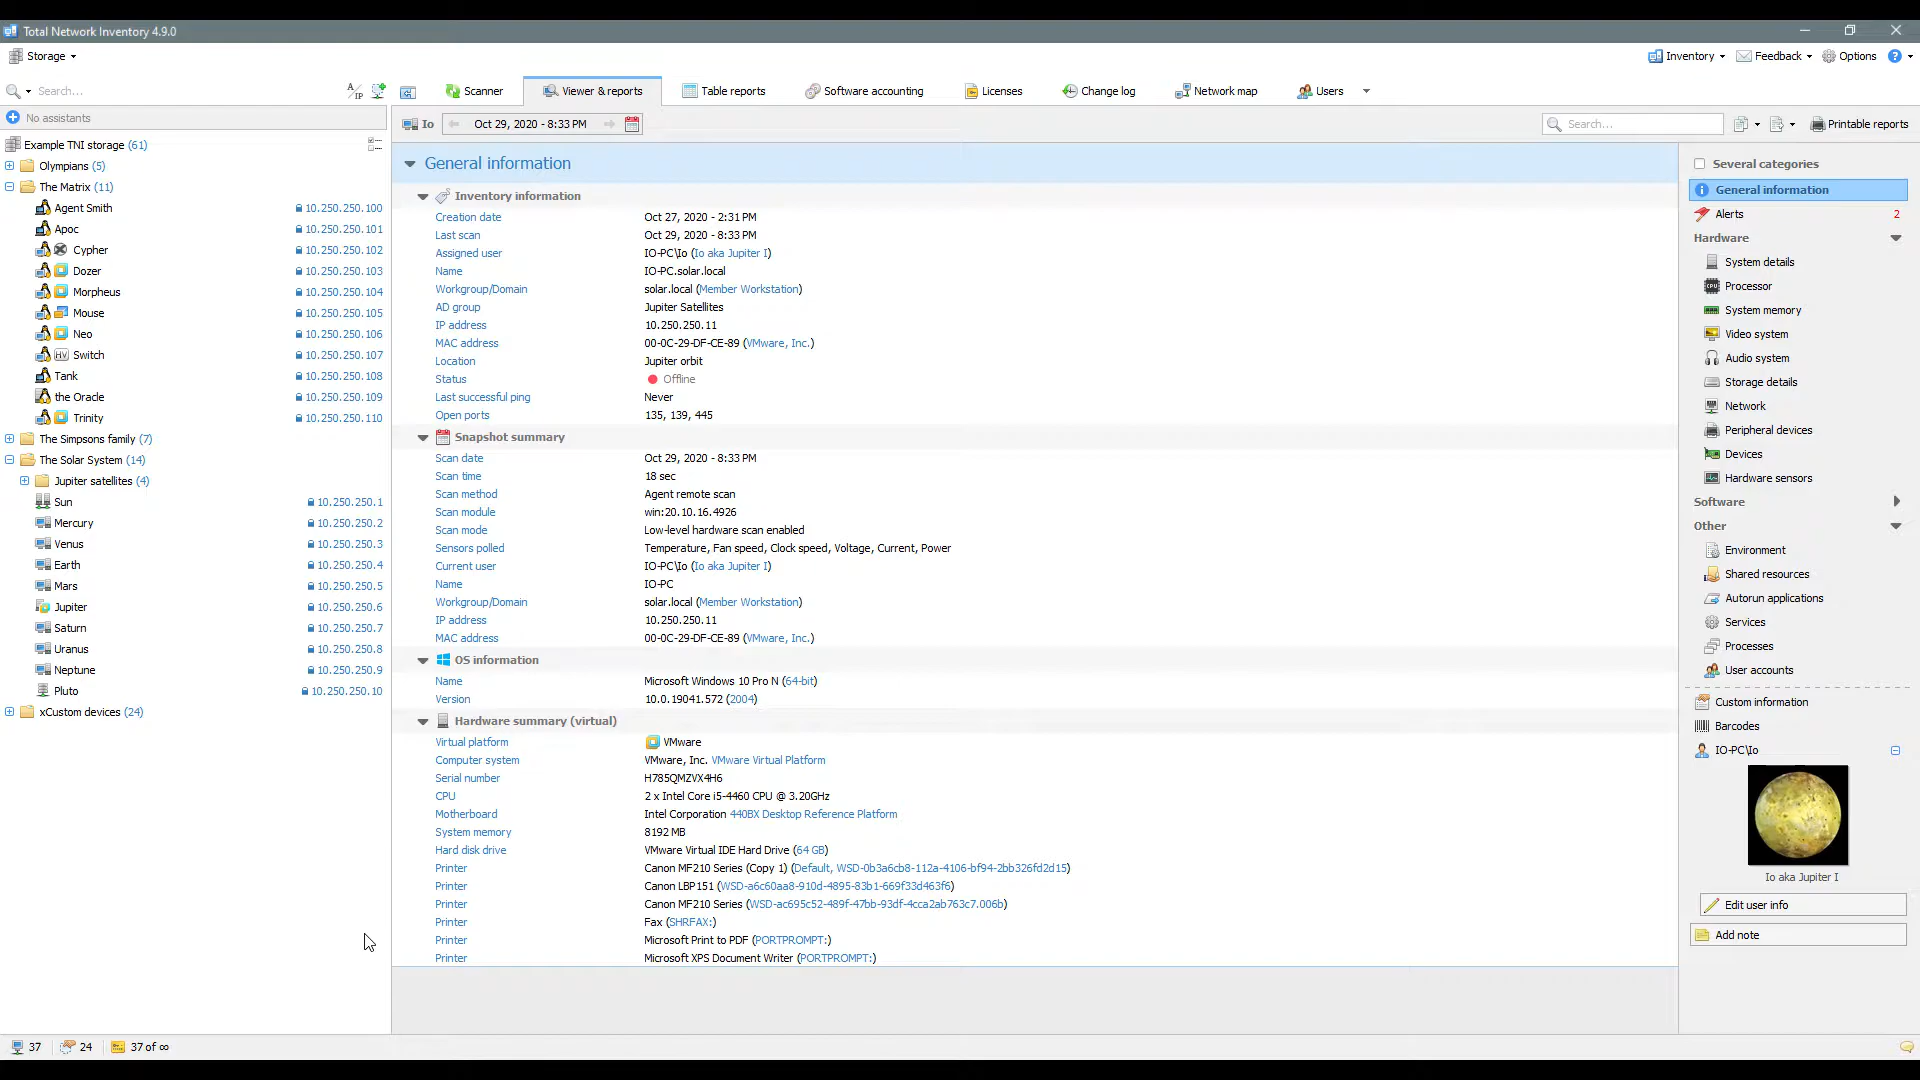 Total Network Inventory 4.9.0
Storage
Inventory
Feedback
Options
?
Search...
A/IP
Scanner
Viewer & reports
Table reports
Software accounting
Licenses
Change log
Network map
Users
No assistants
Io
Oct 29, 2020 - 8:33 PM
Search...
Printable reports
Example TNI storage (61)
Olympians (5)
The Matrix (11)
Agent Smith 10.250.250.100
Apoc 10.250.250.101
Cypher 10.250.250.102
Dozer 10.250.250.103
Morpheus 10.250.250.104
Mouse 10.250.250.105
Neo 10.250.250.106
HV Switch 10.250.250.107
Tank 10.250.250.108
the Oracle 10.250.250.109
Trinity 10.250.250.110
The Simpsons family (7)
The Solar System (14)
Jupiter satellites (4)
Sun 10.250.250.1
Mercury 10.250.250.2
Venus 10.250.250.3
Earth 10.250.250.4
Mars 10.250.250.5
Jupiter 10.250.250.6
Saturn 10.250.250.7
Uranus 10.250.250.8
Neptune 10.250.250.9
Pluto 10.250.250.10
xCustom devices (24)
General information
Inventory information
Creation date Oct 27, 2020 - 2:31 PM
Last scan Oct 29, 2020 - 8:33 PM
Assigned user IO-PC\Io (Io aka Jupiter I)
Name IO-PC.solar.local
Workgroup/Domain solar.local (Member Workstation)
AD group Jupiter Satellites
IP address 10.250.250.11
MAC address 00-0C-29-DF-CE-89 (VMware, Inc.)
Location Jupiter orbit
Status Offline
Last successful ping Never
Open ports 135, 139, 445
Snapshot summary
Scan date Oct 29, 2020 - 8:33 PM
Scan time 18 sec
Scan method Agent remote scan
Scan module win:20.10.16.4926
Scan mode Low-level hardware scan enabled
Sensors polled Temperature, Fan speed, Clock speed, Voltage, Current, Power
Current user IO-PC\Io (Io aka Jupiter I)
Name IO-PC
Workgroup/Domain solar.local (Member Workstation)
IP address 10.250.250.11
MAC address 00-0C-29-DF-CE-89 (VMware, Inc.)
OS information
Name Microsoft Windows 10 Pro N (64-bit)
Version 10.0.19041.572 (2004)
Hardware summary (virtual)
Virtual platform VMware
Computer system VMware, Inc. VMware Virtual Platform
Serial number H785QMZVX4H6
CPU 2 x Intel Core i5-4460 CPU @ 3.20GHz
Motherboard Intel Corporation 440BX Desktop Reference Platform
System memory 8192 MB
Hard disk drive VMware Virtual IDE Hard Drive (64 GB)
Printer Canon MF210 Series (Copy 1) (Default, WSD-0b3a6cb8-112a-4106-bf94-2bb326fd2d15)
Printer Canon LBP151 (WSD-a6c60aa8-910d-4895-83b1-669f33d463f6)
Printer Canon MF210 Series (WSD-ac695c52-489f-47bb-93df-4cca2ab763c7.006b)
Printer Fax (SHRFAX:)
Printer Microsoft Print to PDF (PORTPROMPT:)
Printer Microsoft XPS Document Writer (PORTPROMPT:)
Several categories
General information
Alerts 2
Hardware
System details
CPU Processor
System memory
Video system
Audio system
Storage details
Network
Peripheral devices
Devices
Hardware sensors
Software
Other
Environment
Shared resources
Autorun applications
Services
Processes
User accounts
Custom information
Barcodes
IO-PC\Io
Io aka Jupiter I
Edit user info
Add note
37
24
37 of ∞